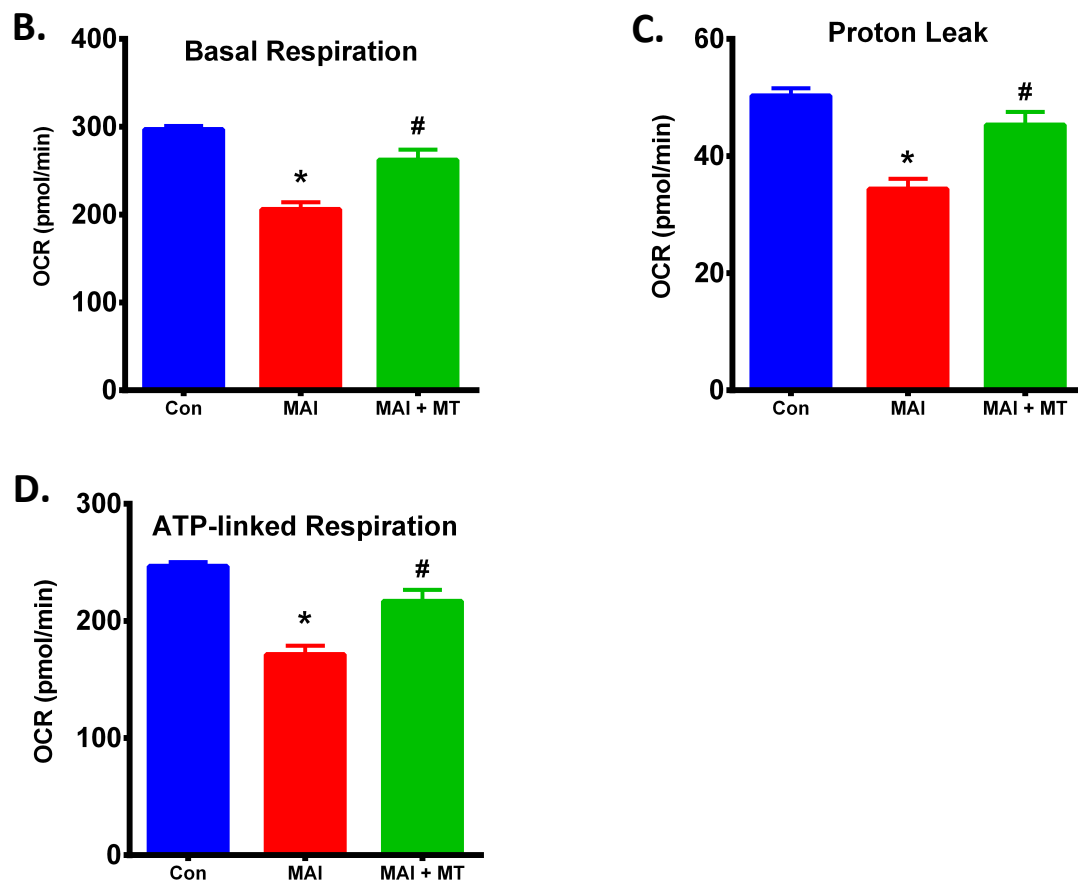 B.
Basal Respiration
OCR (pmol/min)
400
300
200
100
0
*
#
Con MAI MAI + MT
C.
Proton Leak
OCR (pmol/min)
60
40
20
0
*
#
Con MAI MAI + MT
D.
ATP-linked Respiration
OCR (pmol/min)
300
200
100
0
*
#
Con MAI MAI + MT